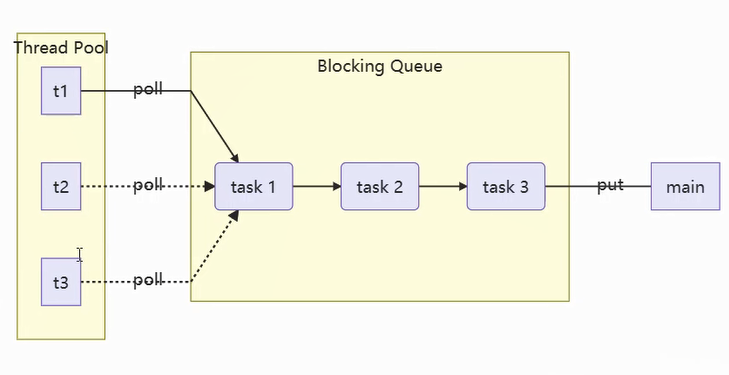 Thread Pool
Blocking Queue
t1
poll
t2
poll
task 1
task 2
task 3
put
main
t3
poll